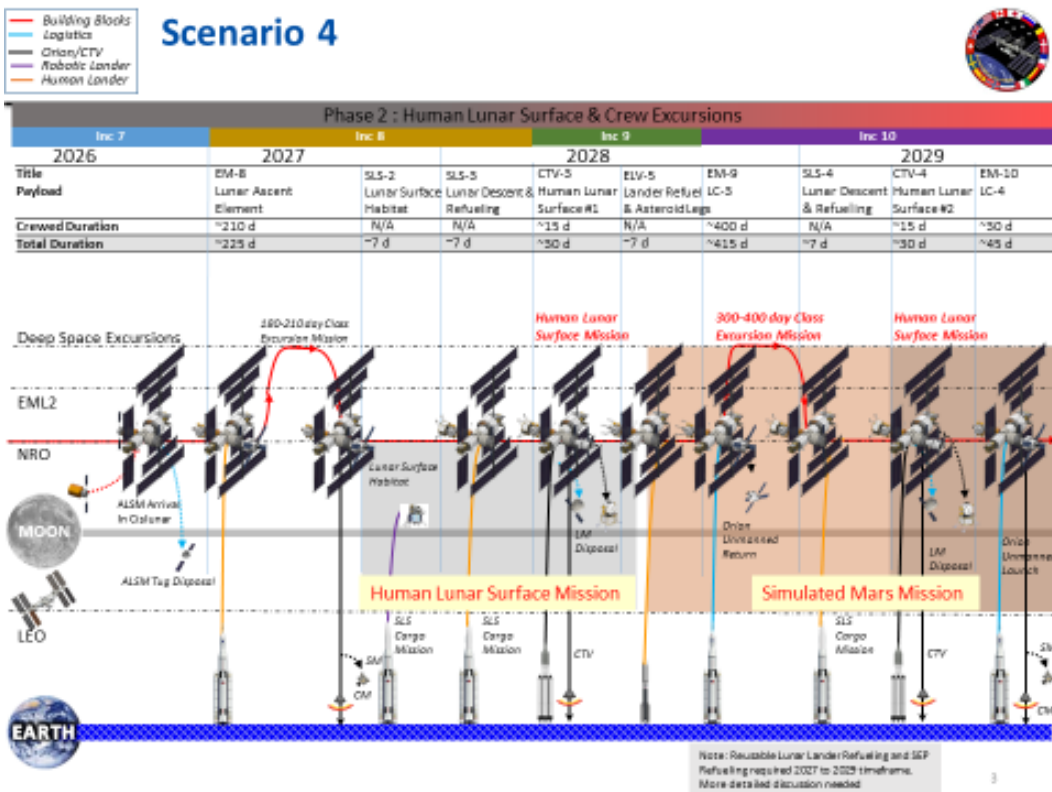 Building Blocks
Logistics
Orion/CTV
Robotic Lander
Human Lander
Scenario 4
Phase 2 : Human Lunar Surface & Crew Excursions
Inc 7 Inc 8 Inc 9 Inc 10
2026 2027 2028 2029
Title EM-8 SLS-2 SLS-3 CTV-3 ELV-5 EM-9 SLS-4 CTV-4 EM-10
Payload Lunar Ascent Lunar Surface Lunar Descent & Human Lunar Lander Refuel LC-3 Lunar Descent Human Lunar LC-4
Element Habitat Refueling Surface #1 & Asteroid Legs & Refueling Surface #2
Crewed Duration ~210 d N/A N/A ~15 d N/A ~400 d N/A ~15 d ~30 d
Total Duration ~225 d ~7 d ~7 d ~30 d ~7 d ~415 d ~7 d ~30 d ~45 d
Deep Space Excursions
180-210 day Class
Excursion Mission
Human Lunar
Surface Mission
300-400 day Class
Excursion Mission
Human Lunar
Surface Mission
EML2
NRO
Lunar Surface
Habitat
ALSM Arrival
In Cislunar
MOON
ALSM Tug Disposal
LM
Disposal
Orion
Unmanned
Return
LM
Disposal
Orion
Unmanned
Launch
Human Lunar Surface Mission
Simulated Mars Mission
LEO
SM
CM
SLS
Cargo
Mission
SLS
Cargo
Mission
CTV
SLS
Cargo
Mission
CTV
SM
CM
EARTH
Note: Reusable Lunar Lander Refueling and SEP
Refueling required 2027 to 2029 timeframe.
More detailed discussion needed
3